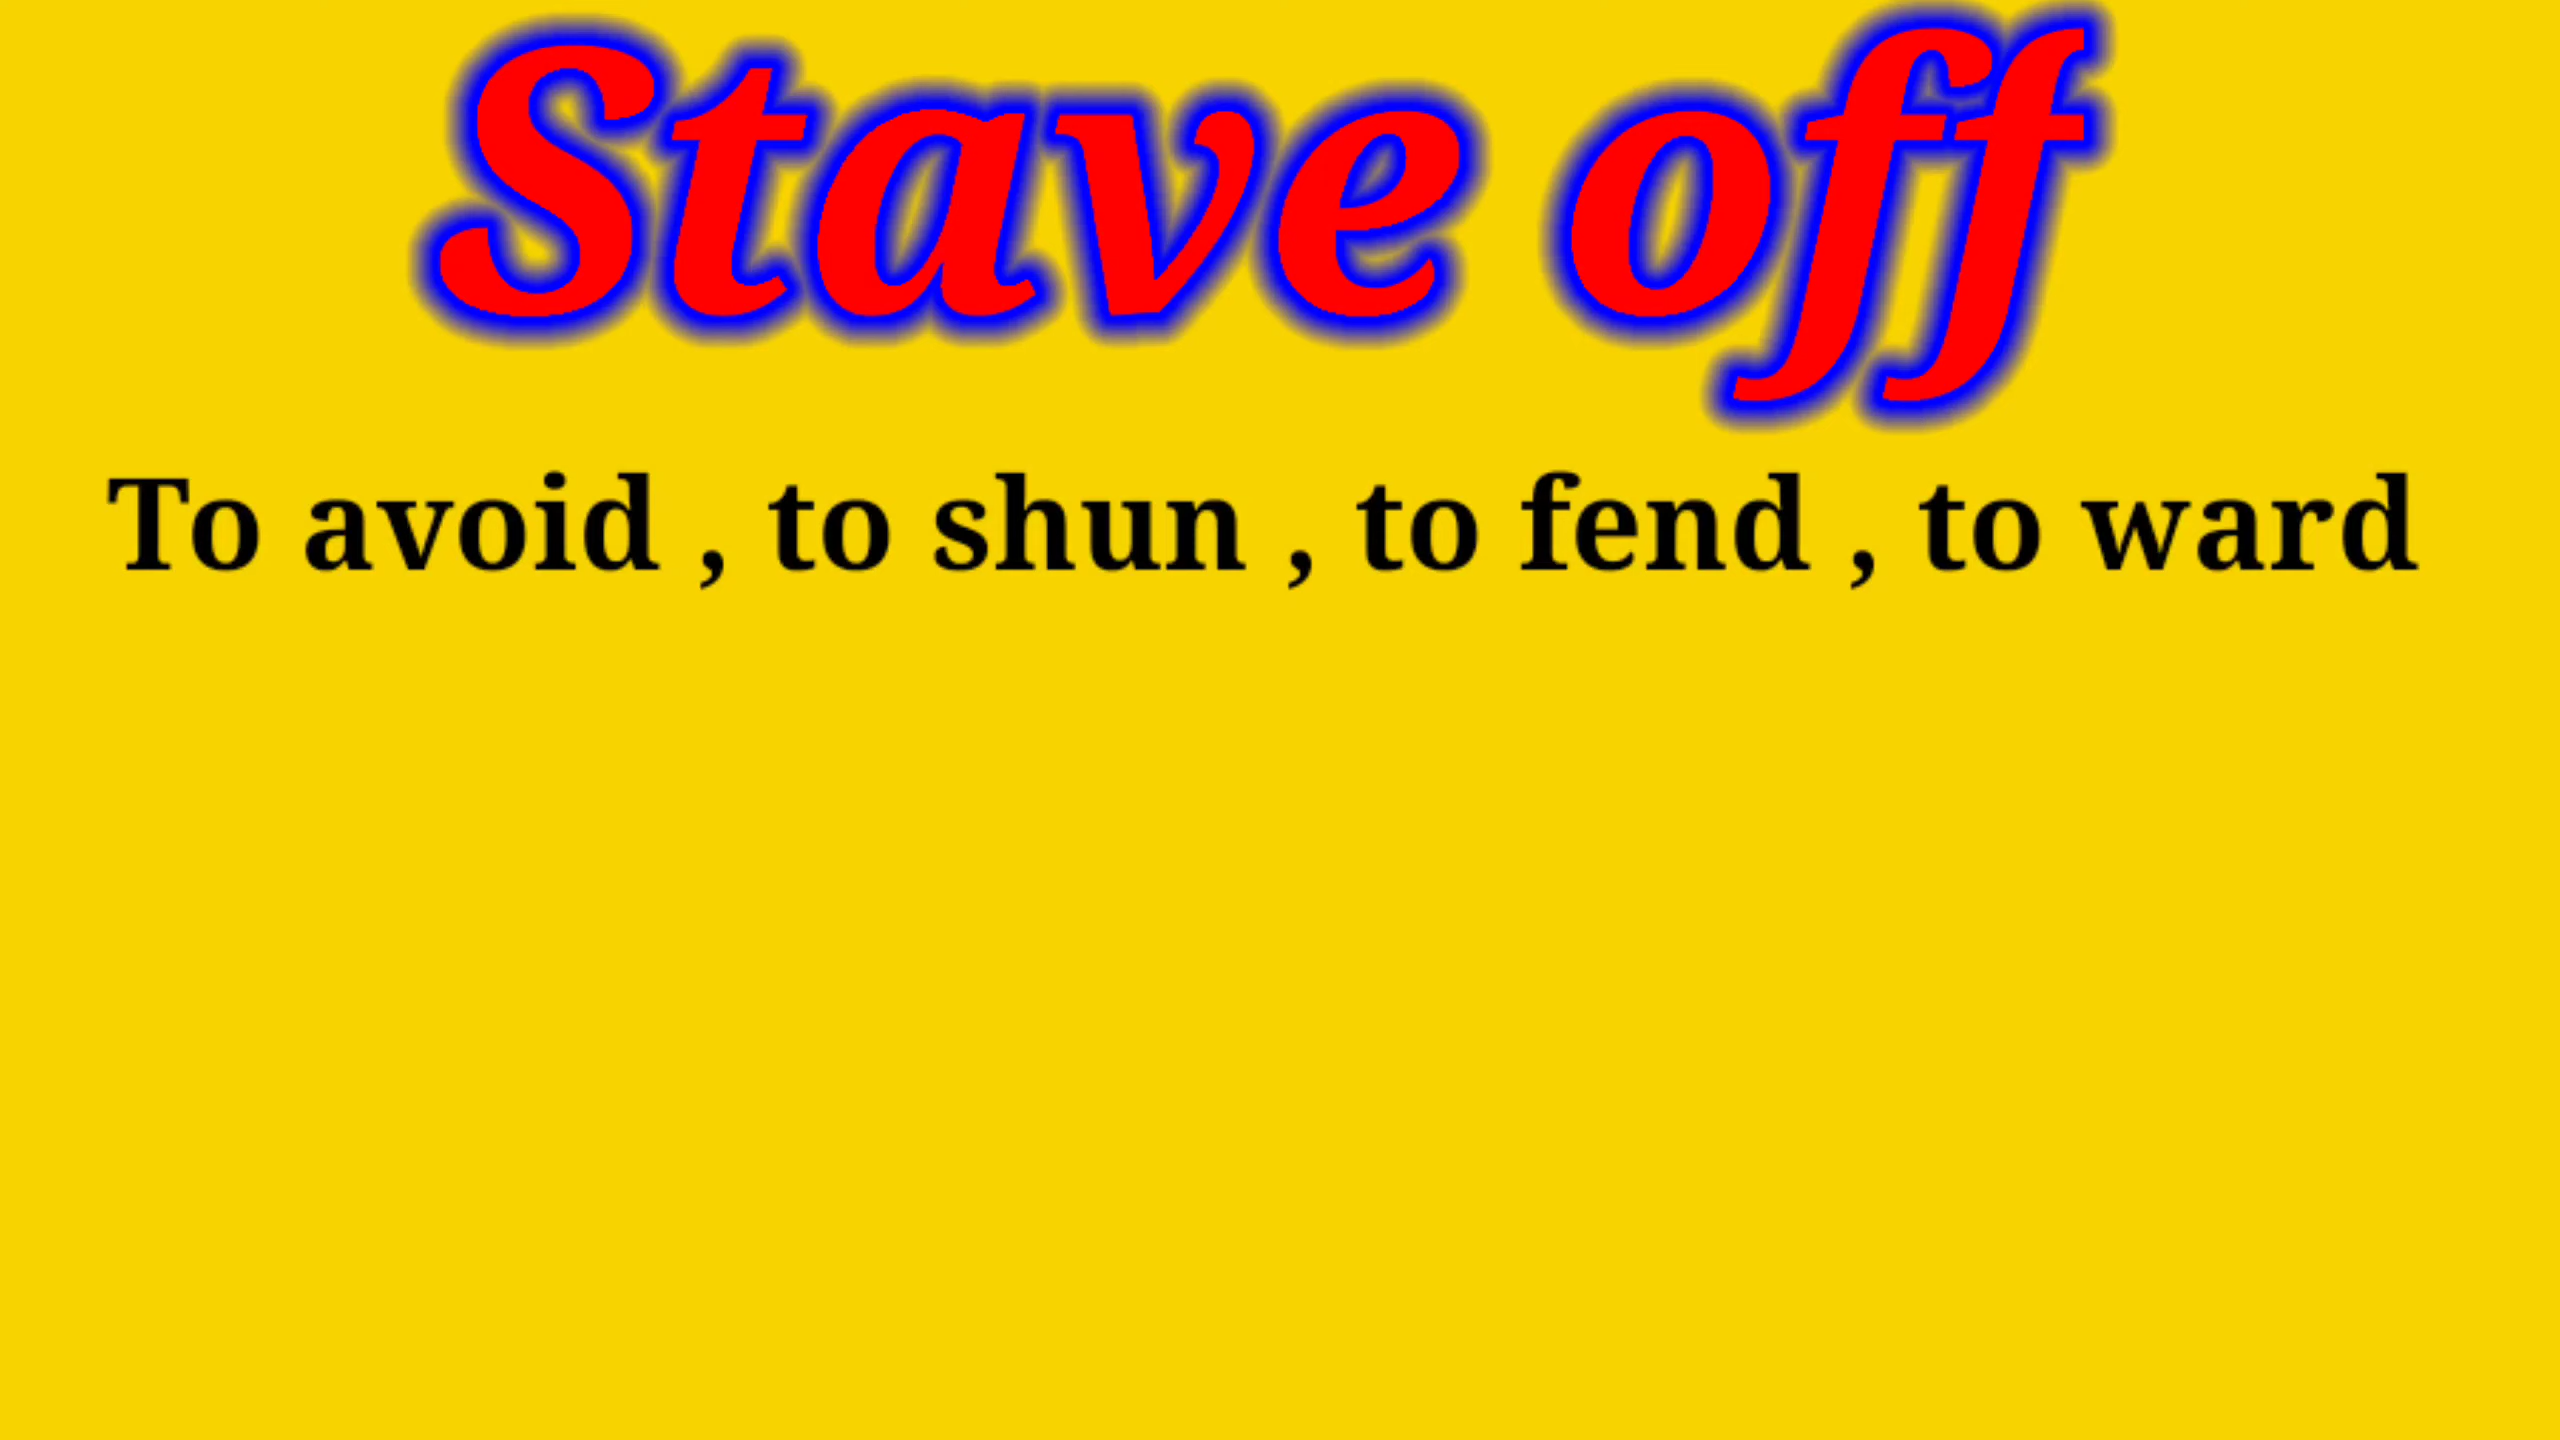 Stave off
To avoid , to shun , to fend , to ward